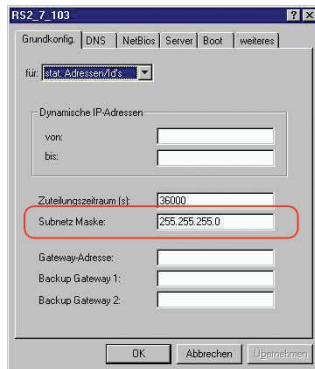 RS2_7_103
Grundkonfig. DNS NetBios Server Boot weiteres
für: stat. Adressen/Id's
Dynamische IP-Adressen
von:
bis:
Zuteilungszeitraum (s): 36000
Subnetz Maske: 255.255.255.0
Gateway-Adresse:
Backup Gateway 1:
Backup Gateway 2:
OK Abbrechen Übernehmen